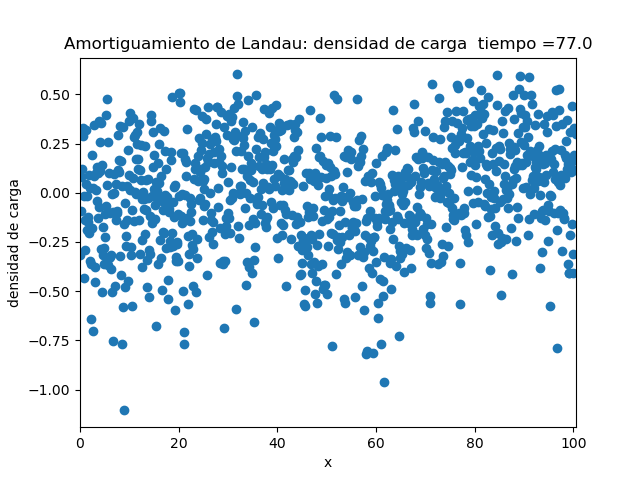 Amortiguamiento de Landau: densidad de carga  tiempo =77.0
densidad de carga
0.50
0.25
0.00
−0.25
−0.50
−0.75
−1.00
0 20 40 60 80 100
x